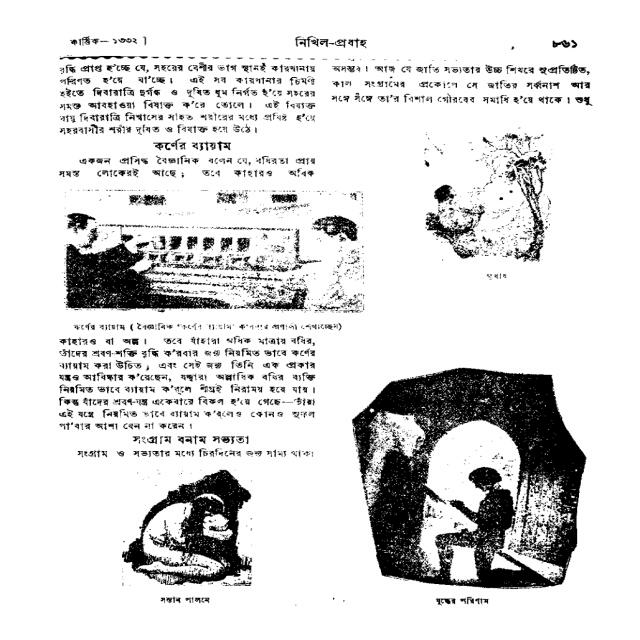 কার্ত্তিক—১৩৩২ ]
নিখিল-প্রবাহ
৮৬১
বৃদ্ধি প্রাপ্ত হ'চ্ছে যে, সহরের বেশীর ভাগ স্থানই কারখানায়
পরিণত হ'য়ে যা'চ্ছে। এই সব কারখানার চিমনী
হইতে দিবারাত্রি দুর্গন্ধ ও দূষিত ধূম নির্গত হ'য়ে সহরের
সমস্ত আবহাওয়া বিষাক্ত ক'রে তোলে। এই বিষাক্ত
বায়ু দিবারাত্রি নিশ্বাসের সহিত শরীরের মধ্যে প্রবিষ্ট হ'য়ে
সহরবাসীর শরীর দূষিত ও বিষাক্ত হয়ে উঠে।
কর্ণের ব্যায়াম
একজন প্রসিদ্ধ বৈজ্ঞানিক বলেন যে, বধিরতা প্রায়
সমস্ত লোকেরই আছে; তবে কাহারও অধিক
কর্ণের ব্যায়াম ( বৈজ্ঞানিক কর্ণের ব্যায়াম ক'রবার প্রণালী শেখাচ্ছেন)
কাহারও বা অল্প। তবে যাঁহারা অধিক মাত্রায় বধির,
তাঁদের শ্রবণ-শক্তি বৃদ্ধি ক'রবার জন্য নিয়মিত ভাবে কর্ণের
ব্যায়াম করা উচিত; এবং সেই জন্য তিনি এক প্রকার
যন্ত্রও আবিষ্কার ক'রেছেন, যদ্দ্বারা অল্পাধিক বধির ব্যক্তি
নিয়মিত ভাবে ব্যায়াম ক'র্‌লে শীঘ্রই নিরাময় হয়ে যায়।
কিন্তু যাঁদের শ্রবণ-যন্ত্র একেবারে বিকল হ'য়ে গেছে—তাঁরা
এই যন্ত্রে নিয়মিত ভাবে ব্যায়াম ক'র্‌লেও কোনও সুফল
পা'বার আশা যেন না করেন।
সংগ্রাম বনাম সভ্যতা
সংগ্রাম ও সভ্যতার মধ্যে চিরদিনের জন্য সাম্য থাকা
সন্তান পালনে
অসম্ভব। আজ যে জাতি সভ্যতার উচ্চ শিখরে সুপ্রতিষ্ঠিত,
কাল সংগ্রামের প্রকোপে সে জাতির সর্ব্বনাশ আর
সঙ্গে সঙ্গে তা'র বিশাল গৌরবের সমাধি হ'য়ে থাকে। শুধু
যুদ্ধের পরিণাম